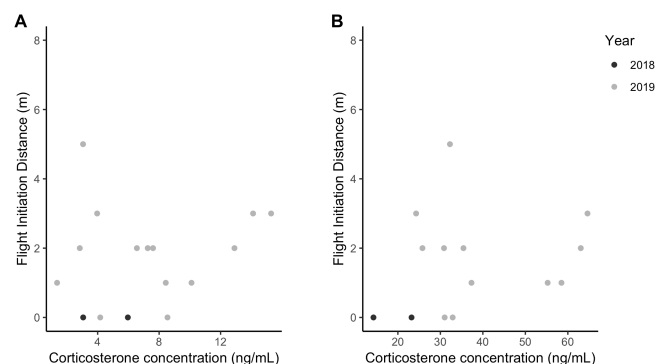 A
B
Flight Initiation Distance (m)
8
6
4
2
0
4
8
12
Corticosterone concentration (ng/mL)
Flight Initiation Distance (m)
8
6
4
2
0
20
30
40
50
60
Corticosterone concentration (ng/mL)
Year
2018
2019